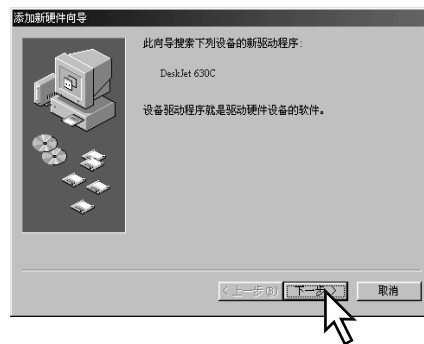 添加新硬件向导
此向导搜索下列设备的新驱动程序:
DeskJet 630C
设备驱动程序就是驱动硬件设备的软件。
< 上一步(B) 下一步 > 取消